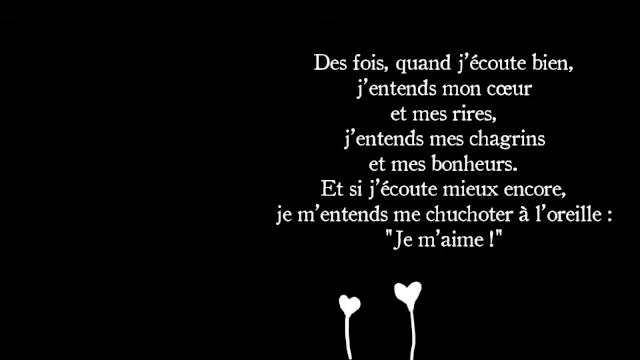 Des fois, quand j'écoute bien,
j'entends mon cœur
et mes rires,
j'entends mes chagrins
et mes bonheurs.
Et si j'écoute mieux encore,
je m'entends me chuchoter à l'oreille :
"Je m'aime !"